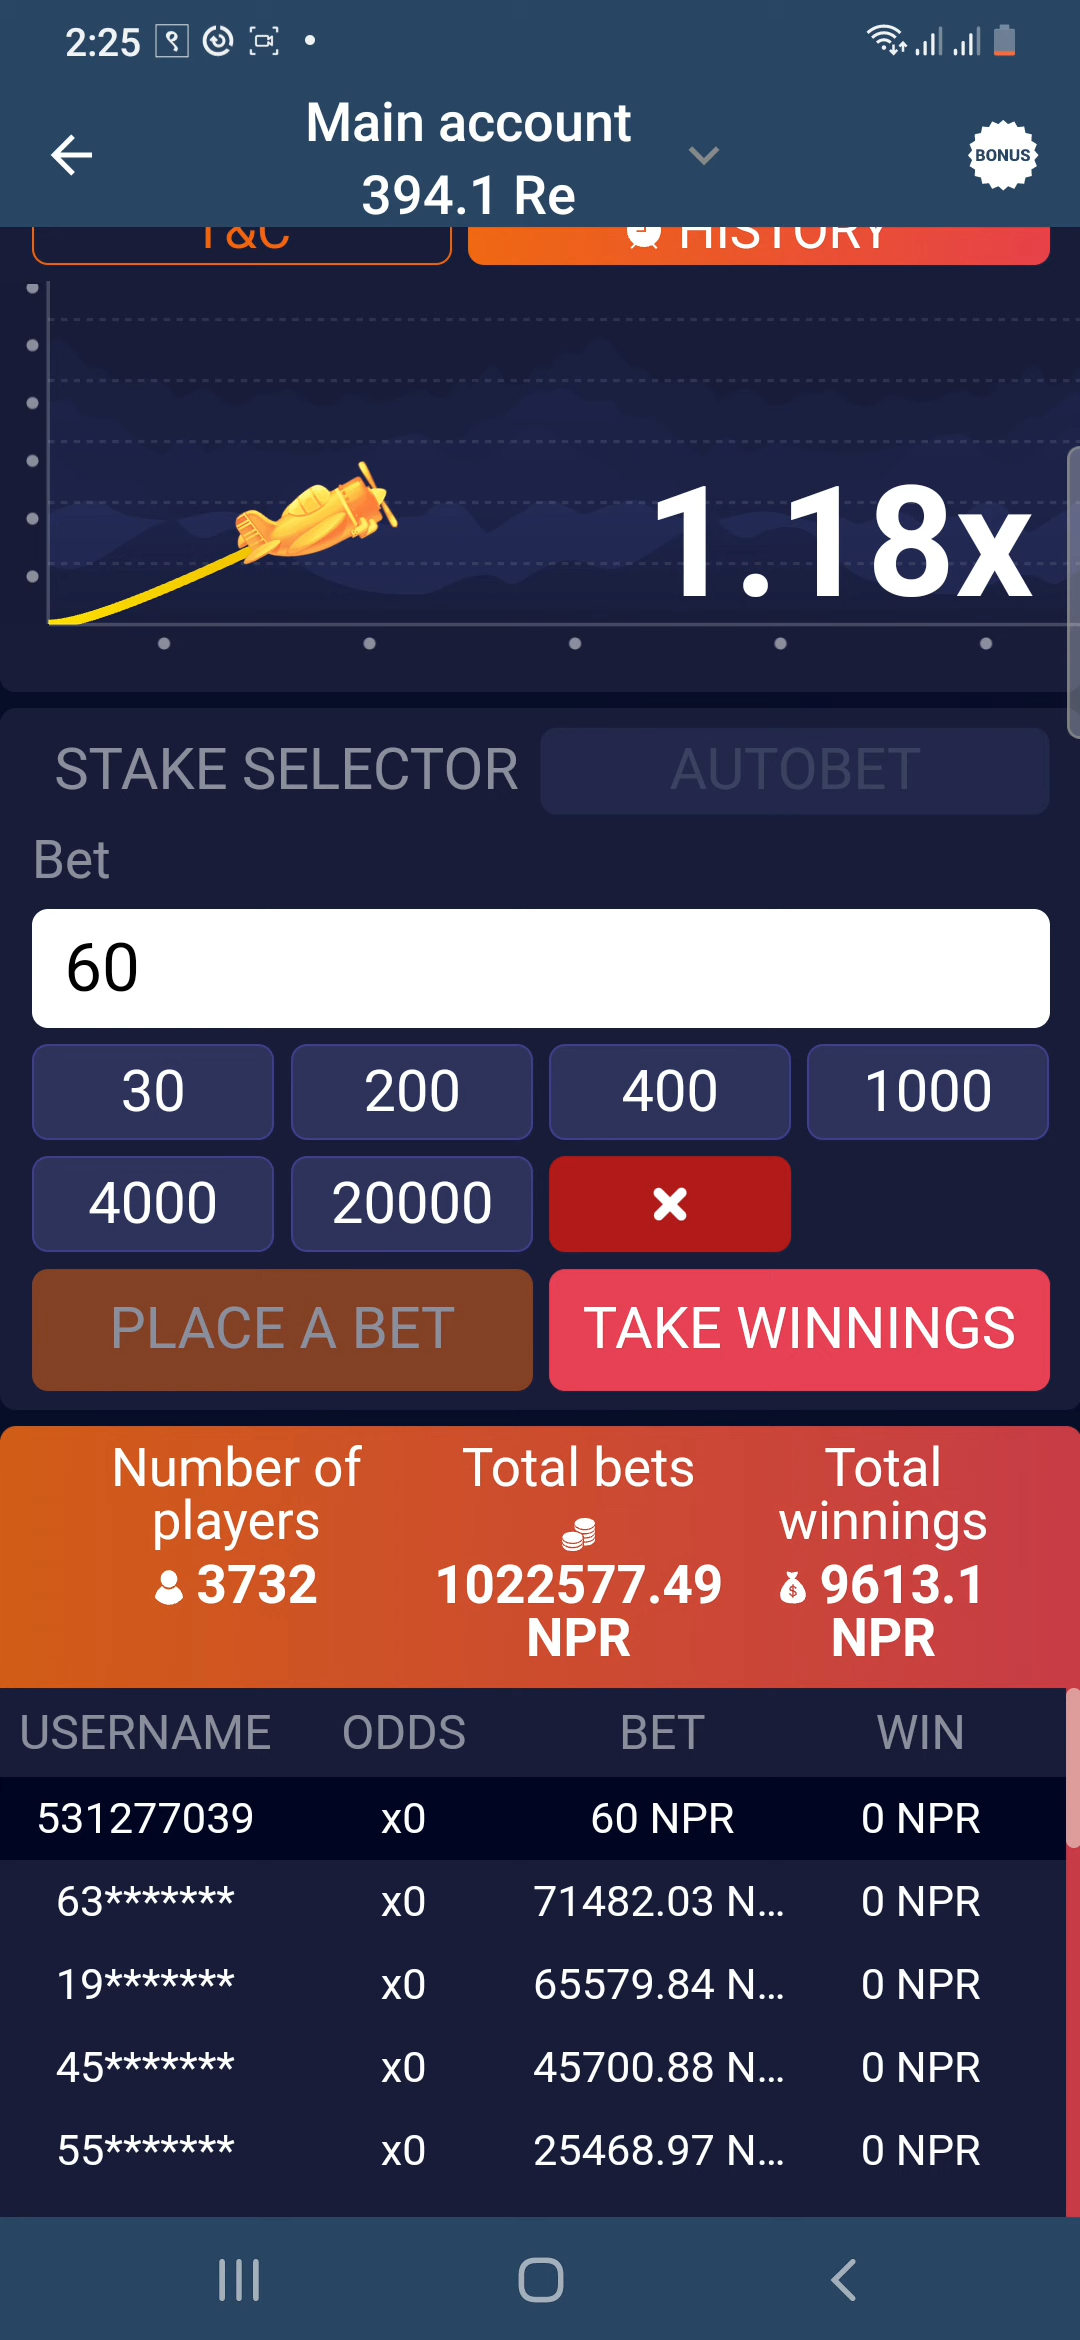 2:25
Main account
394.1 Re
BONUS
T&C
HISTORY
1.18x
STAKE SELECTOR
AUTOBET
Bet
60
30 200 400 1000
4000 20000
PLACE A BET
TAKE WINNINGS
Number of players
3732
Total bets
1022577.49 NPR
Total winnings
9613.1 NPR
USERNAME ODDS BET WIN
531277039 x0 60 NPR 0 NPR
63******* x0 71482.03 N... 0 NPR
19******* x0 65579.84 N... 0 NPR
45******* x0 45700.88 N... 0 NPR
55******* x0 25468.97 N... 0 NPR